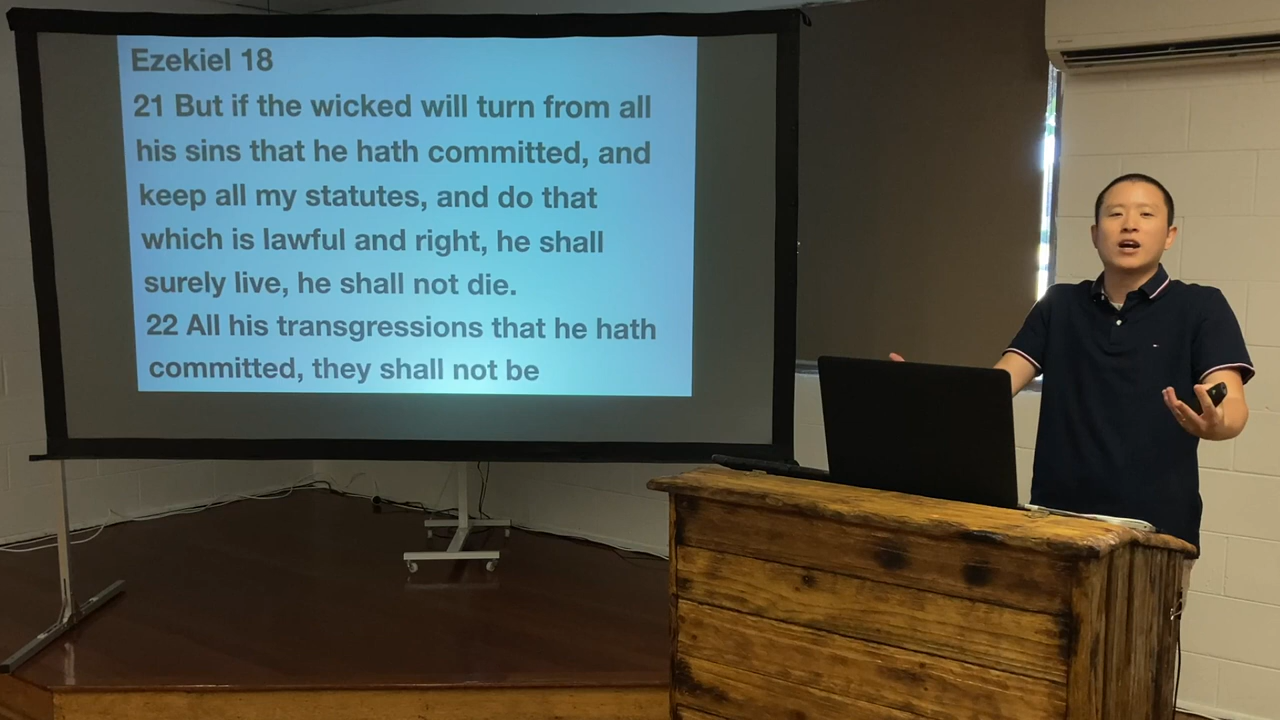 Ezekiel 18
21 But if the wicked will turn from all
his sins that he hath committed, and
keep all my statutes, and do that
which is lawful and right, he shall
surely live, he shall not die.
22 All his transgressions that he hath
committed, they shall not be